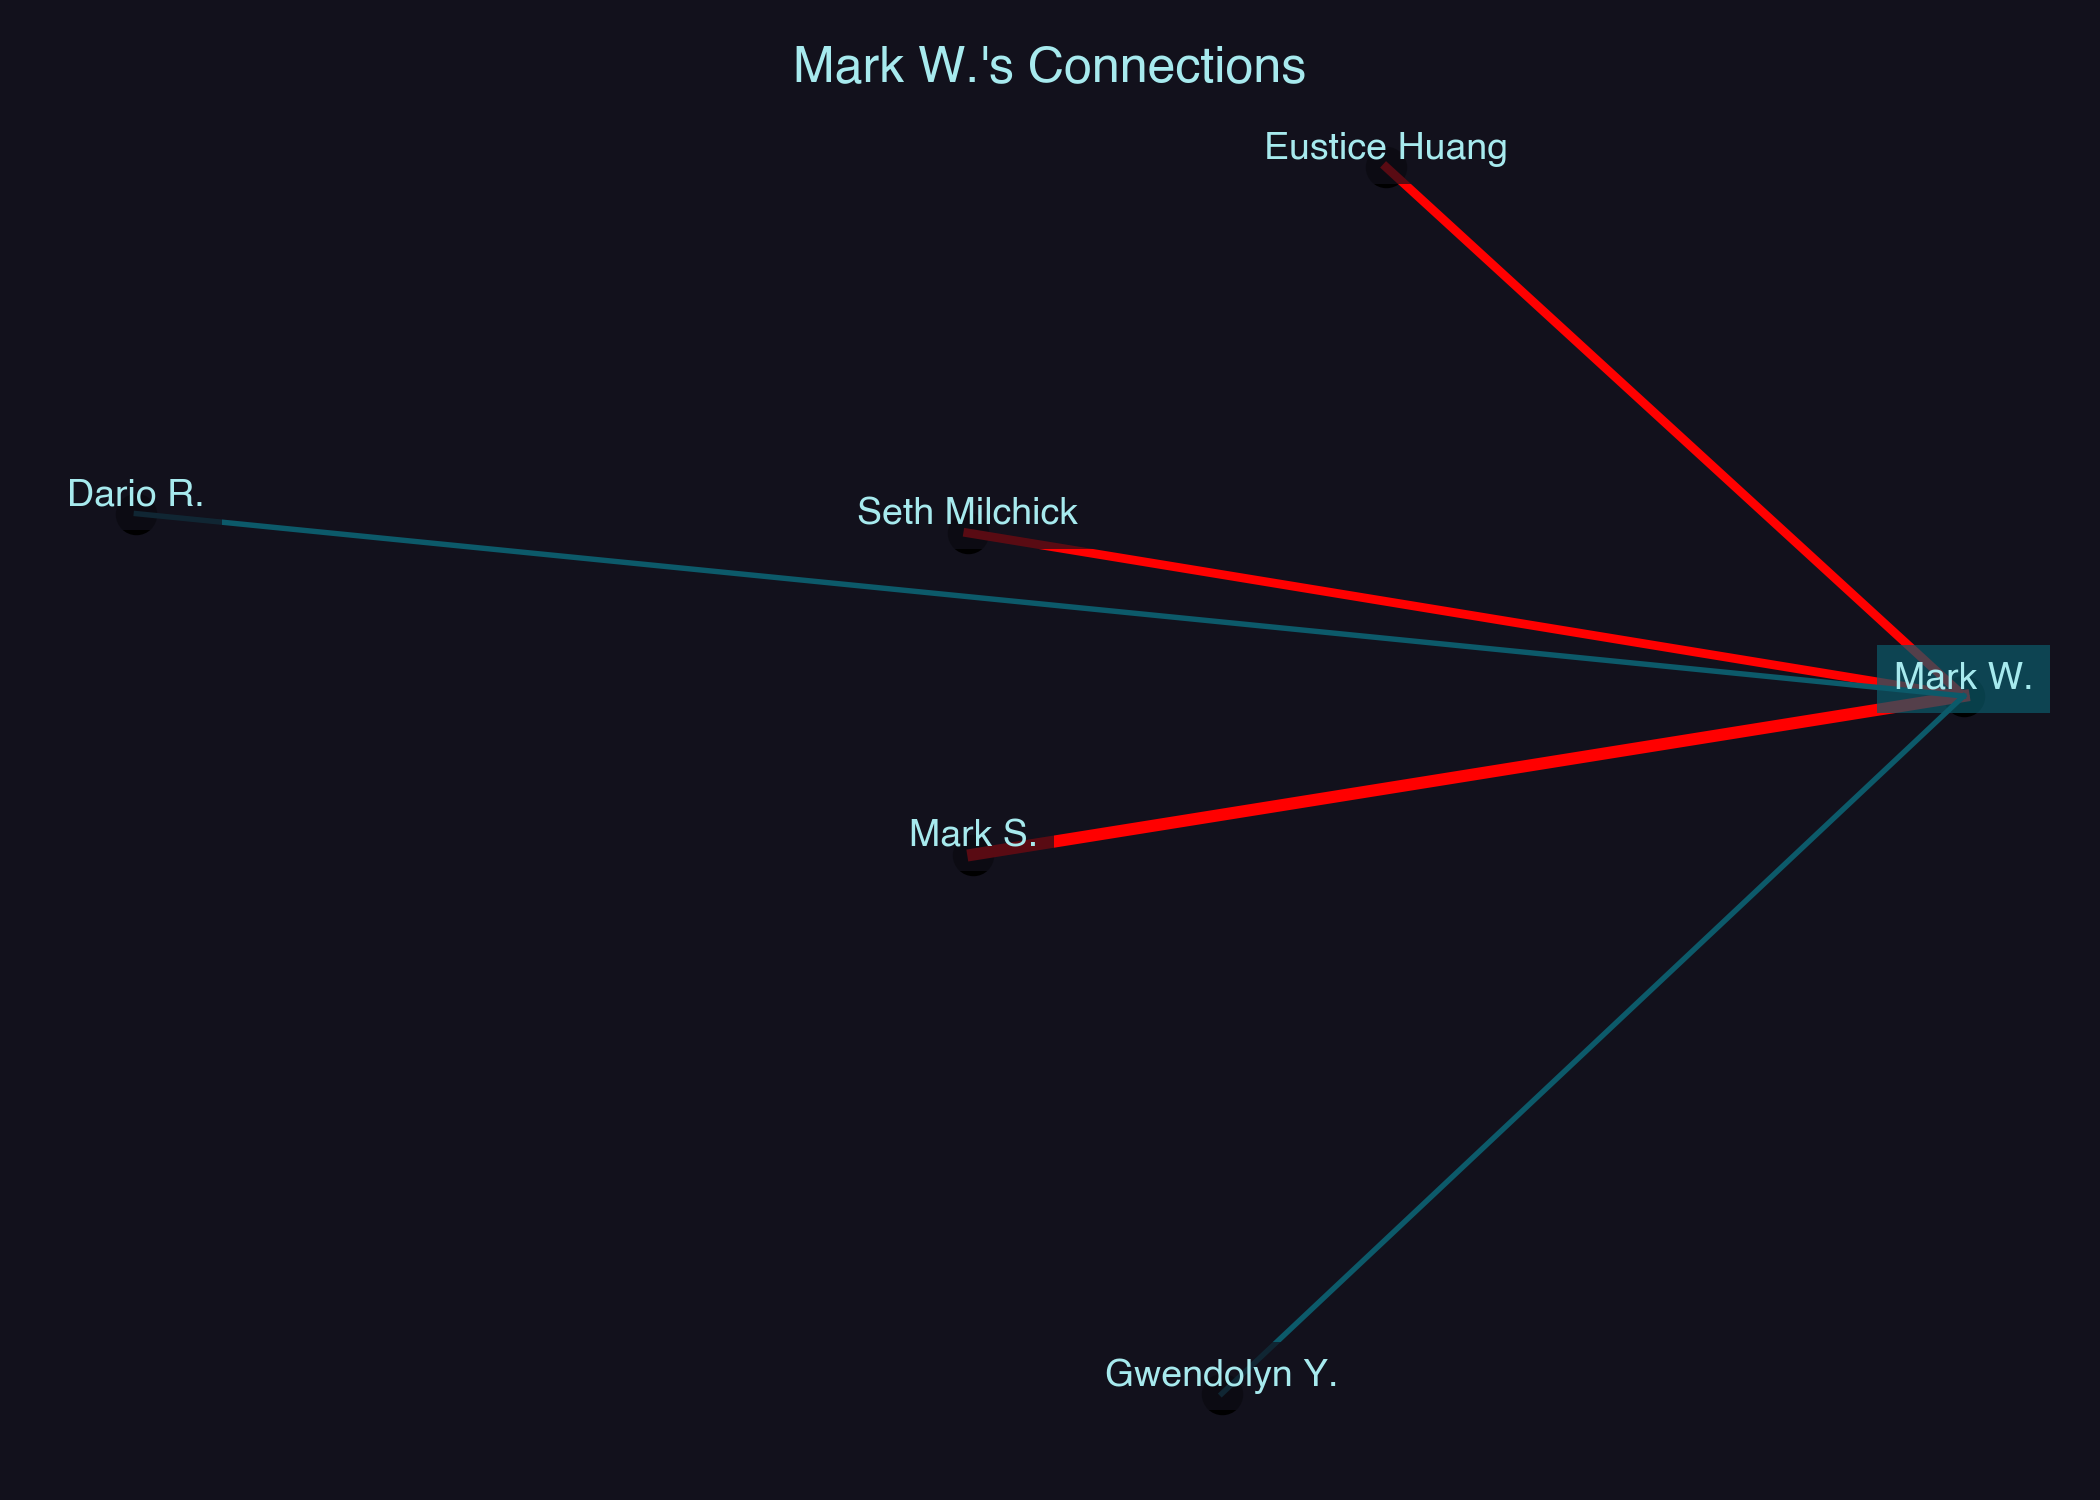 Mark W.'s Connections
Eustice Huang
Dario R.
Seth Milchick
Mark W.
Mark S.
Gwendolyn Y.